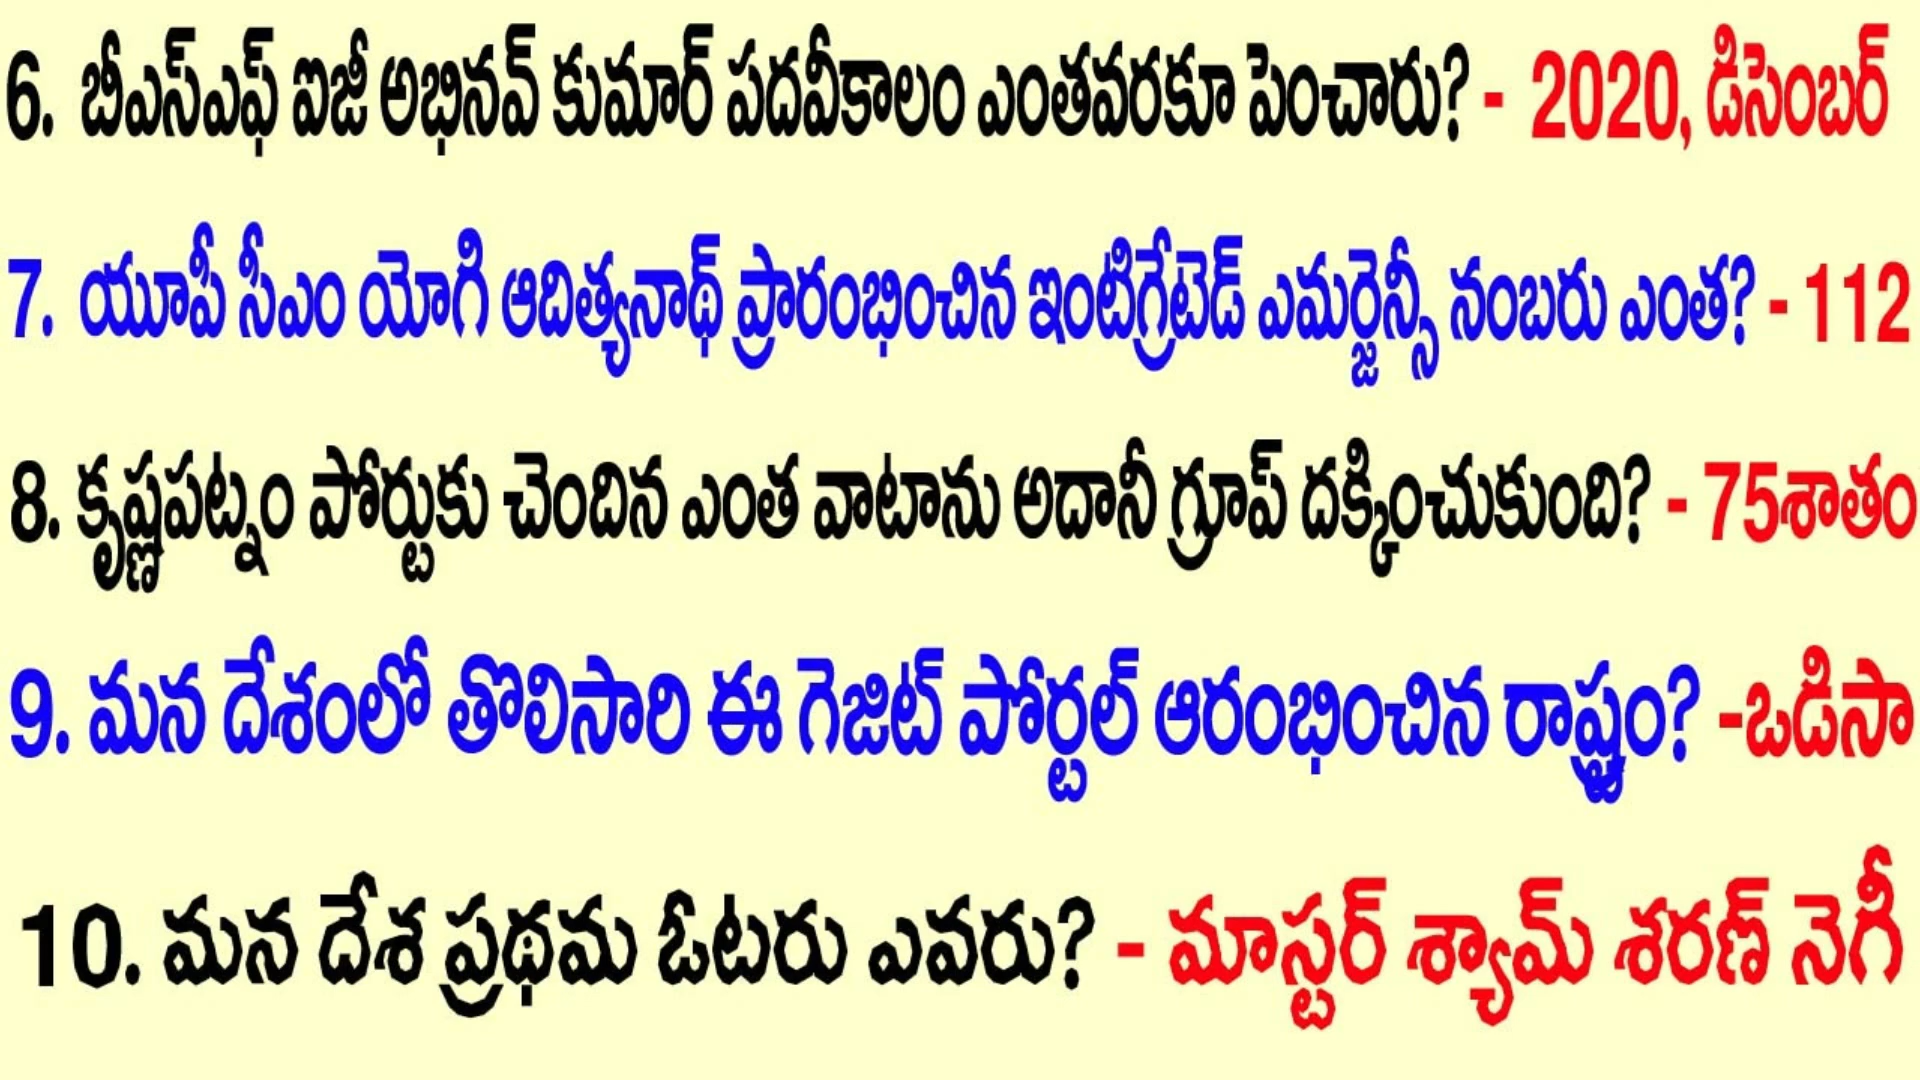 6. బీఎస్ఎఫ్ ఐజీ అభినవ్ కుమార్ పదవీకాలం ఎంతవరకూ పెంచారు? - 2020, డిసెంబర్
7. యూపీ సీఎం యోగి ఆదిత్యనాథ్ ప్రారంభించిన ఇంటిగ్రేటెడ్ ఎమర్జెన్సీ నంబరు ఎంత? - 112
8. కృష్ణపట్నం పోర్టుకు చెందిన ఎంత వాటాను అదానీ గ్రూప్ దక్కించుకుంది? - 75శాతం
9. మన దేశంలో తొలిసారి ఈ గెజిట్ పోర్టల్ ఆరంభించిన రాష్ట్రం? -ఒడిసా
10. మన దేశ ప్రథమ ఓటరు ఎవరు? - మాస్టర్ శ్యామ్ శరణ్ నెగీ